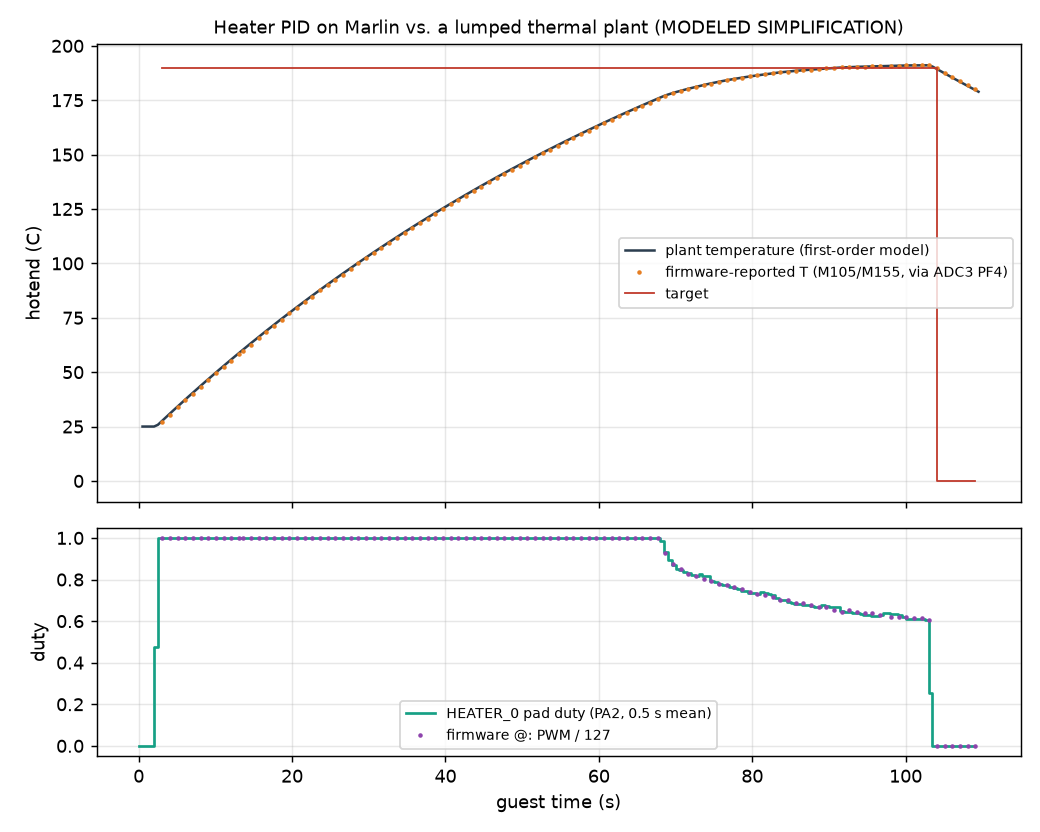 Heater PID on Marlin vs. a lumped thermal plant (MODELED SIMPLIFICATION)
200
175
150
125
100
75
50
25
0
hotend (C)
plant temperature (first-order model)
firmware-reported T (M105/M155, via ADC3 PF4)
target
1.0
0.8
0.6
0.4
0.2
0.0
duty
HEATER_0 pad duty (PA2, 0.5 s mean)
firmware @: PWM / 127
0 20 40 60 80 100
guest time (s)